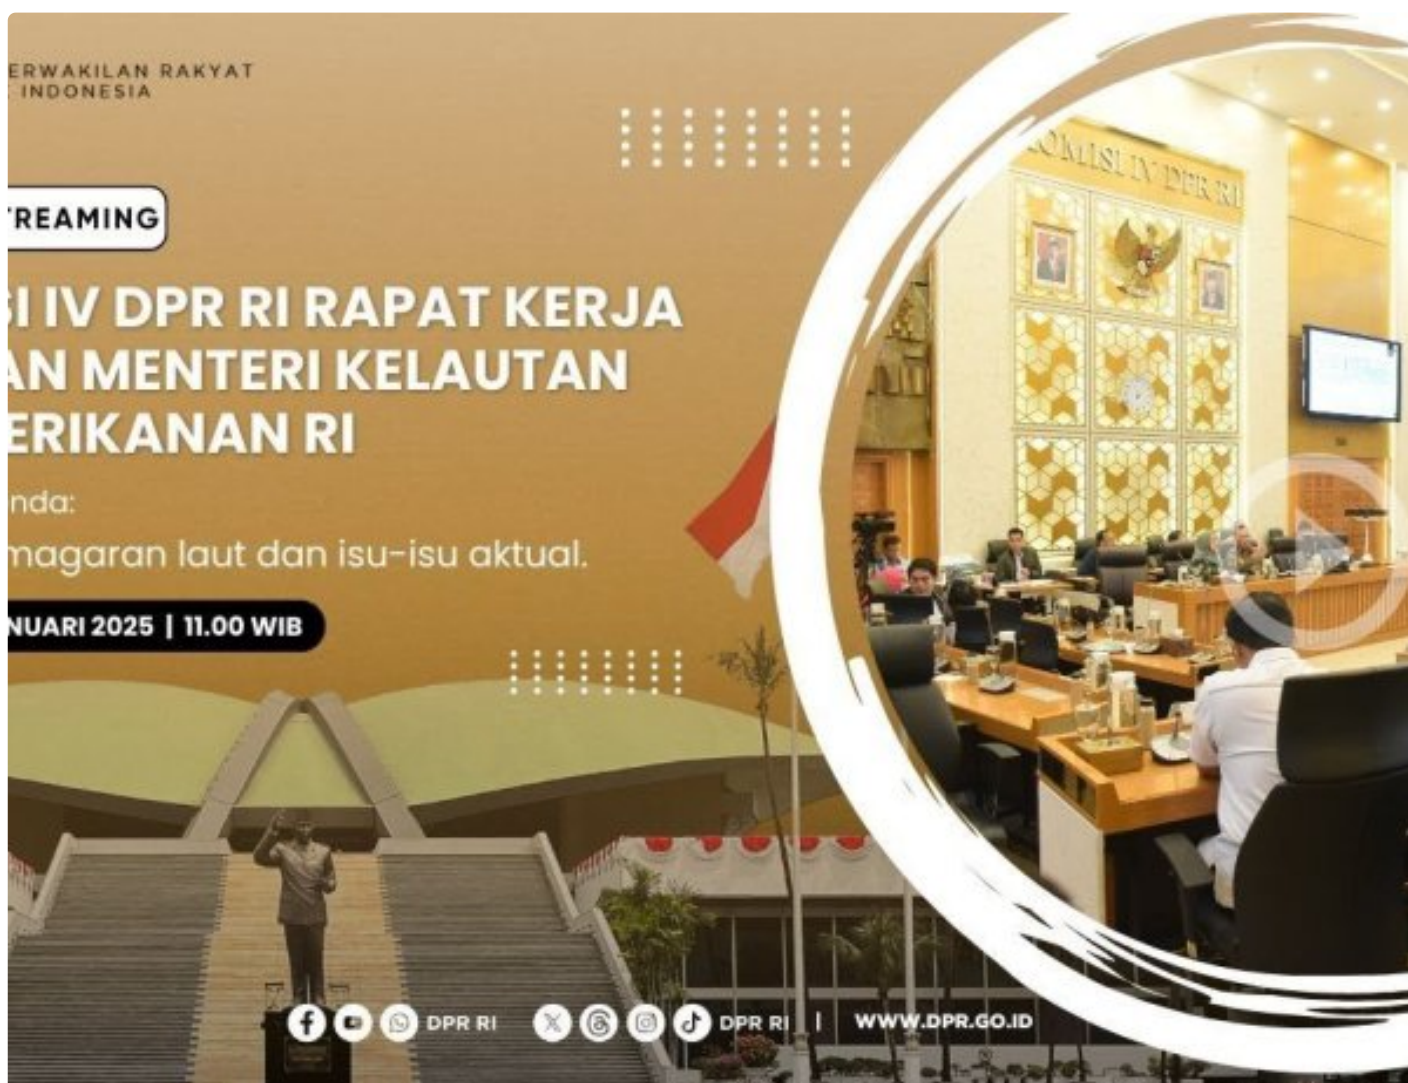 ERWAKILAN RAKYAT
INDONESIA
TREAMING
SI IV DPR RI RAPAT KERJA
AN MENTERI KELAUTAN
ERIKANAN RI
nda:
magaran laut dan isu-isu aktual.
NUARI 2025 | 11.00 WIB
KOMISI IV DPR RI
DPR RI
DPR RI | WWW.DPR.GO.ID